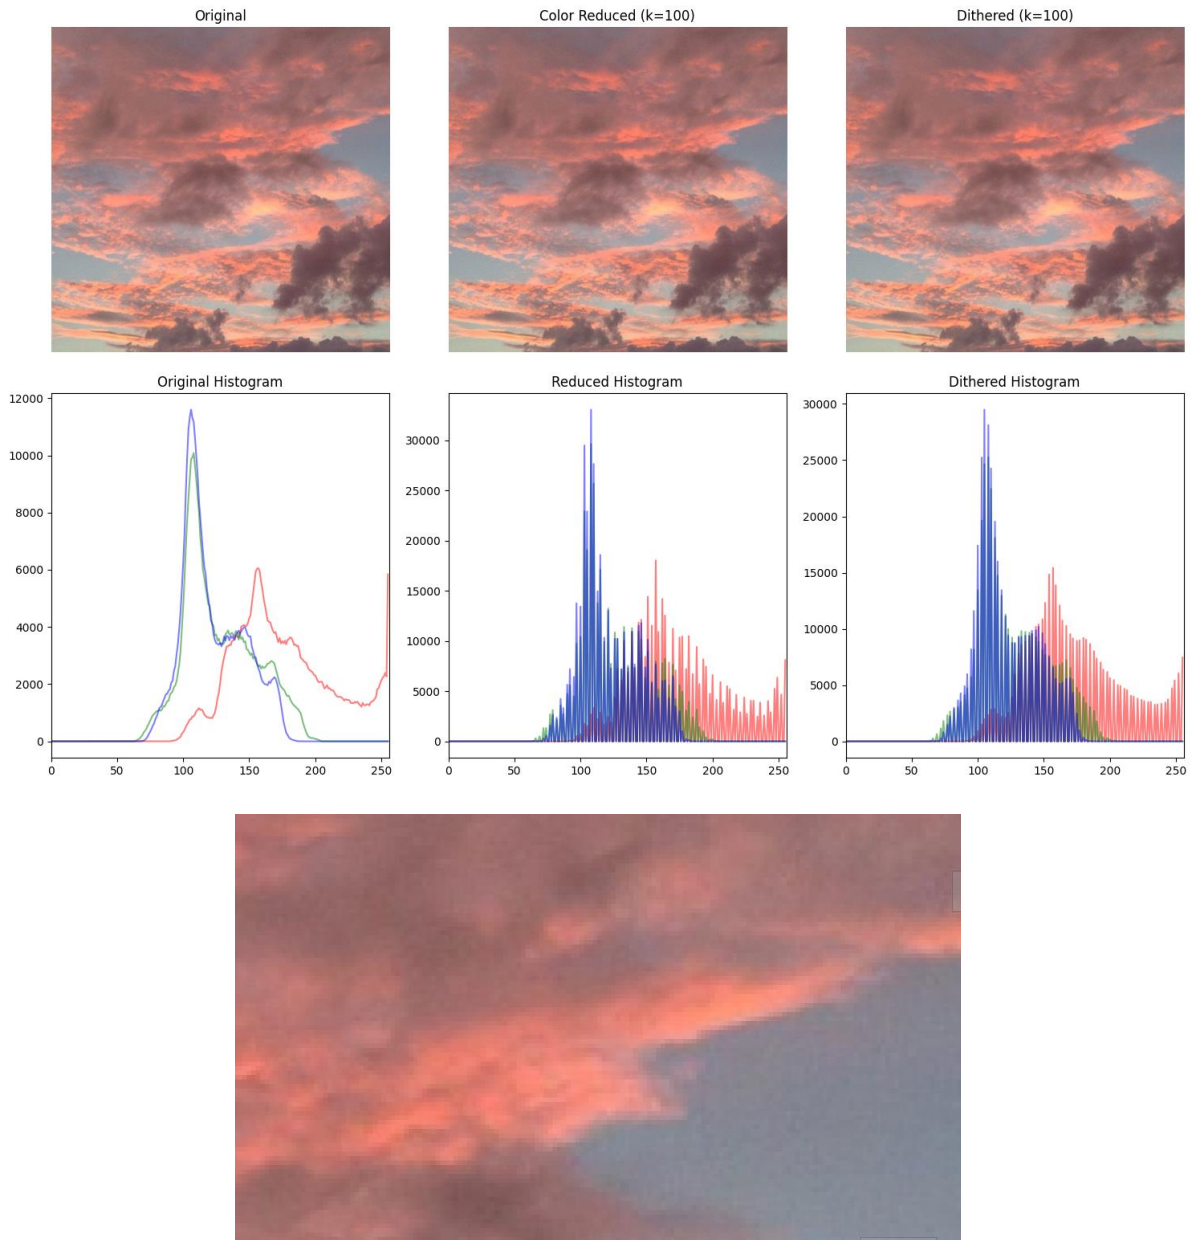 Original
Color Reduced (k=100)
Dithered (k=100)
Original Histogram
Reduced Histogram
Dithered Histogram
12000
10000
8000
6000
4000
2000
0
0 50 100 150 200 250
30000
25000
20000
15000
10000
5000
0
0 50 100 150 200 250
30000
25000
20000
15000
10000
5000
0
0 50 100 150 200 250